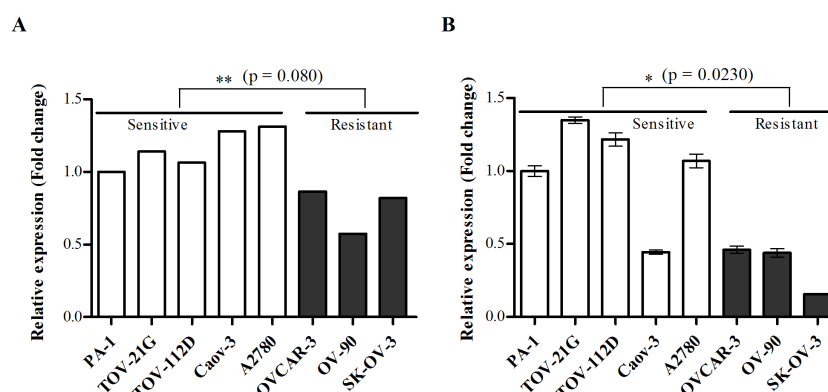 A
** (p = 0.080)
Relative expression (Fold change)
1.5
1.0
0.5
0.0
Sensitive
Resistant
PA-1
TOV-21G
TOV-112D
Caov-3
A2780
OVCAR-3
OV-90
SK-OV-3
B
* (p = 0.0230)
Relative expression (Fold change)
1.5
1.0
0.5
0.0
Sensitive
Resistant
PA-1
TOV-21G
TOV-112D
Caov-3
A2780
OVCAR-3
OV-90
SK-OV-3